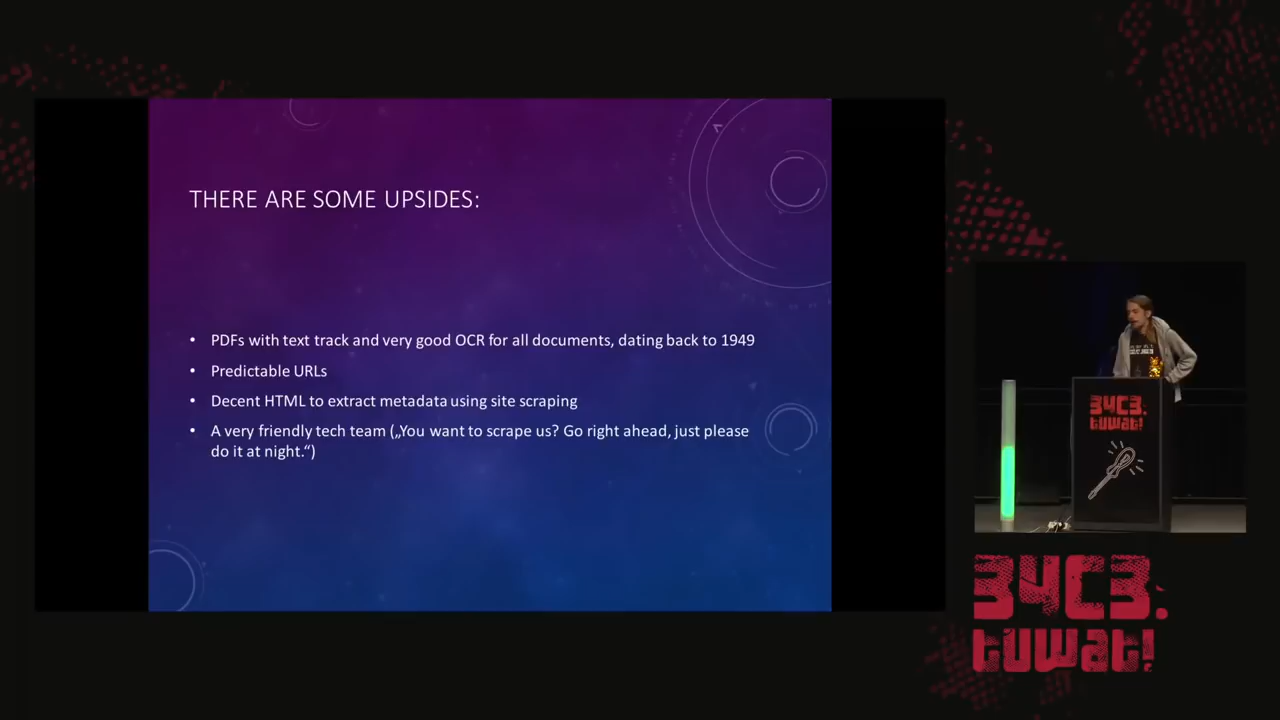 THERE ARE SOME UPSIDES:
• PDFs with text track and very good OCR for all documents, dating back to 1949
• Predictable URLs
• Decent HTML to extract metadata using site scraping
• A very friendly tech team („You want to scrape us? Go right ahead, just please
do it at night.“)
34C3.
tuwat!
34C3.
tuwat!